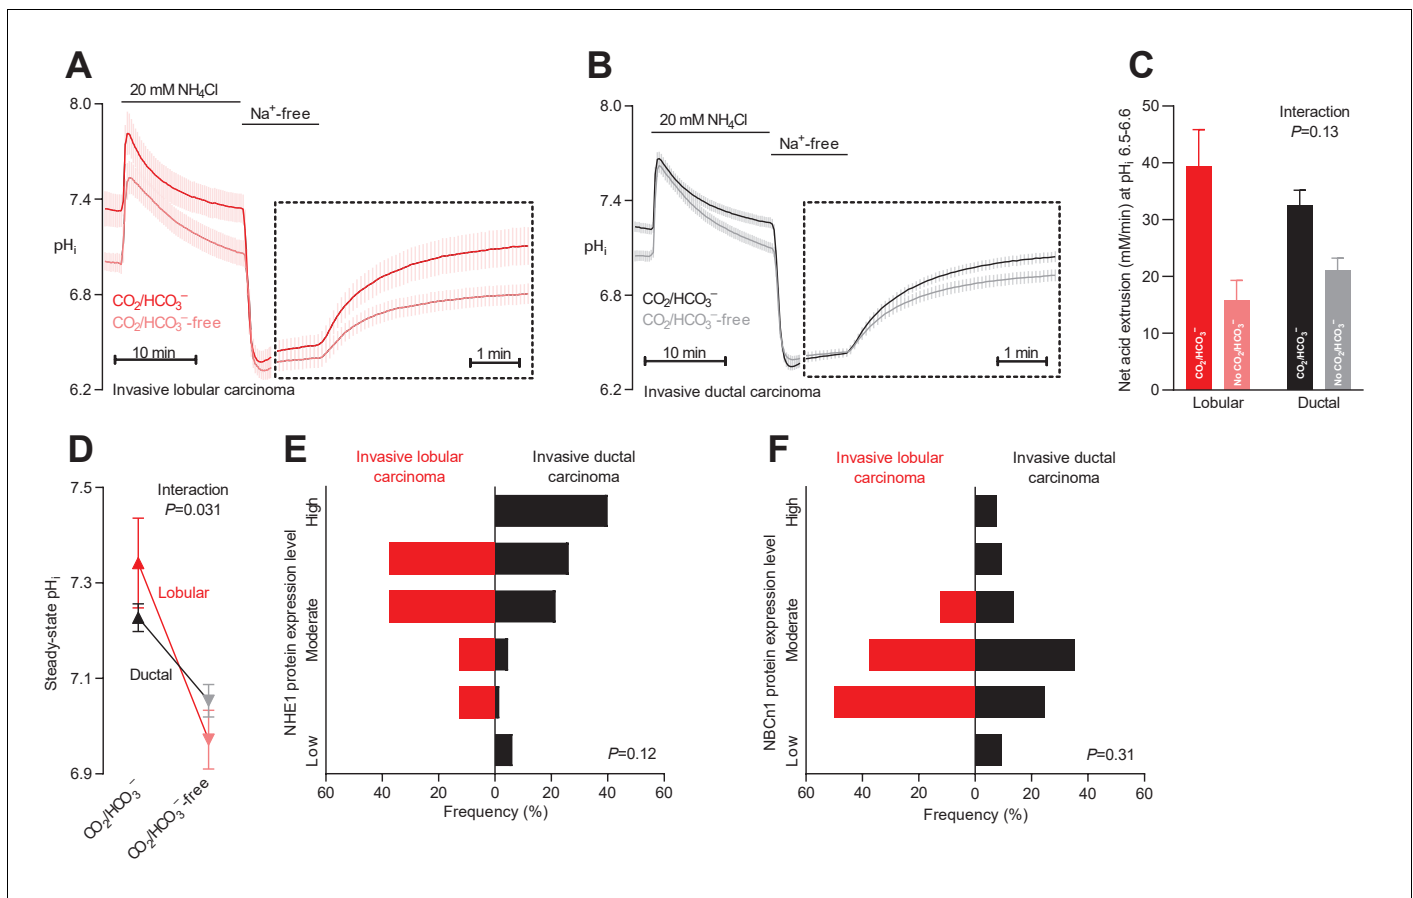 A
20 mM NH₄Cl
Na⁺-free
8.0
7.4
pHᵢ
6.8
6.2
CO₂/HCO₃⁻
CO₂/HCO₃⁻-free
10 min
1 min
Invasive lobular carcinoma
B
20 mM NH₄Cl
Na⁺-free
8.0
7.4
pHᵢ
6.8
6.2
CO₂/HCO₃⁻
CO₂/HCO₃⁻-free
10 min
1 min
Invasive ductal carcinoma
C
Net acid extrusion (mM/min) at pHᵢ 6.5-6.6
50
40
30
20
10
0
Interaction
P=0.13
CO₂/HCO₃⁻
No CO₂/HCO₃⁻
CO₂/HCO₃⁻
No CO₂/HCO₃⁻
Lobular
Ductal
D
Steady-state pHᵢ
7.5
7.3
7.1
6.9
Interaction
P=0.031
Lobular
Ductal
CO₂/HCO₃⁻
CO₂/HCO₃⁻-free
E
Invasive lobular
carcinoma
Invasive ductal
carcinoma
NHE1 protein expression level
High
Moderate
Low
P=0.12
60 40 20 0 20 40 60
Frequency (%)
F
Invasive lobular
carcinoma
Invasive ductal
carcinoma
NBCn1 protein expression level
High
Moderate
Low
P=0.31
60 40 20 0 20 40 60
Frequency (%)